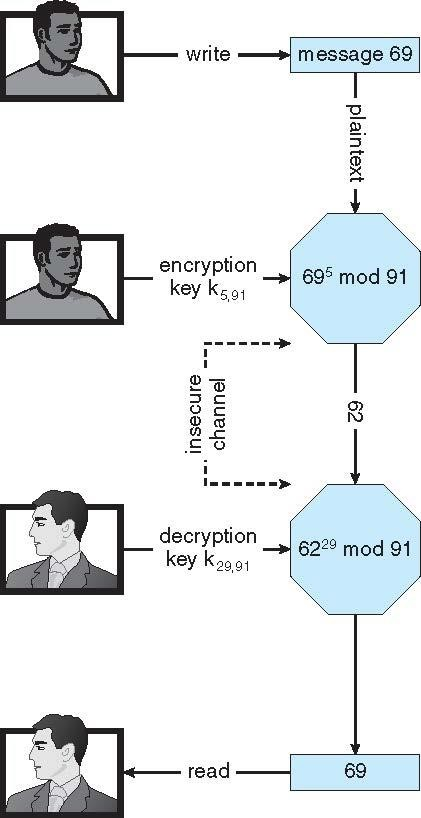 write
message 69
plaintext
encryption
key k₅,₉₁
69⁵ mod 91
insecure
channel
62
decryption
key k₂₉,₉₁
62²⁹ mod 91
read
69